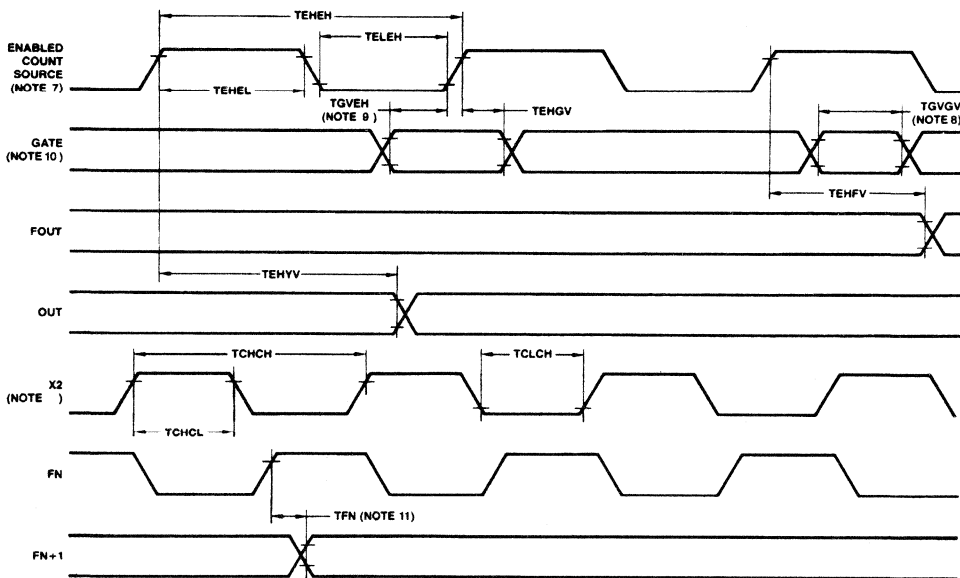 TEHEH
TELEH
ENABLED
COUNT
SOURCE
(NOTE 7)
TEHEL
TGVEH
(NOTE 9 )
TEHGV
TGVGV
(NOTE 8)
GATE
(NOTE 10)
TEHFV
FOUT
TEHYV
OUT
TCHCH
TCLCH
X2
(NOTE )
TCHCL
FN
TFN (NOTE 11)
FN+1